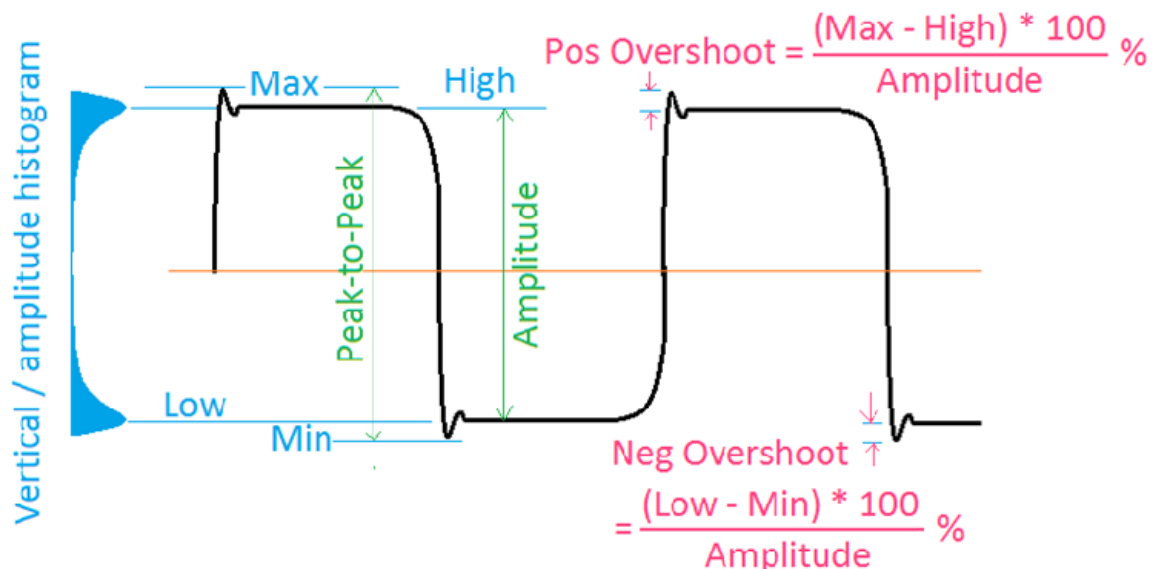 Vertical / amplitude histogram
Max
High
Pos Overshoot = (Max - High) * 100 %
Amplitude
Peak-to-Peak
Amplitude
Low
Min
Neg Overshoot
= (Low - Min) * 100 %
Amplitude